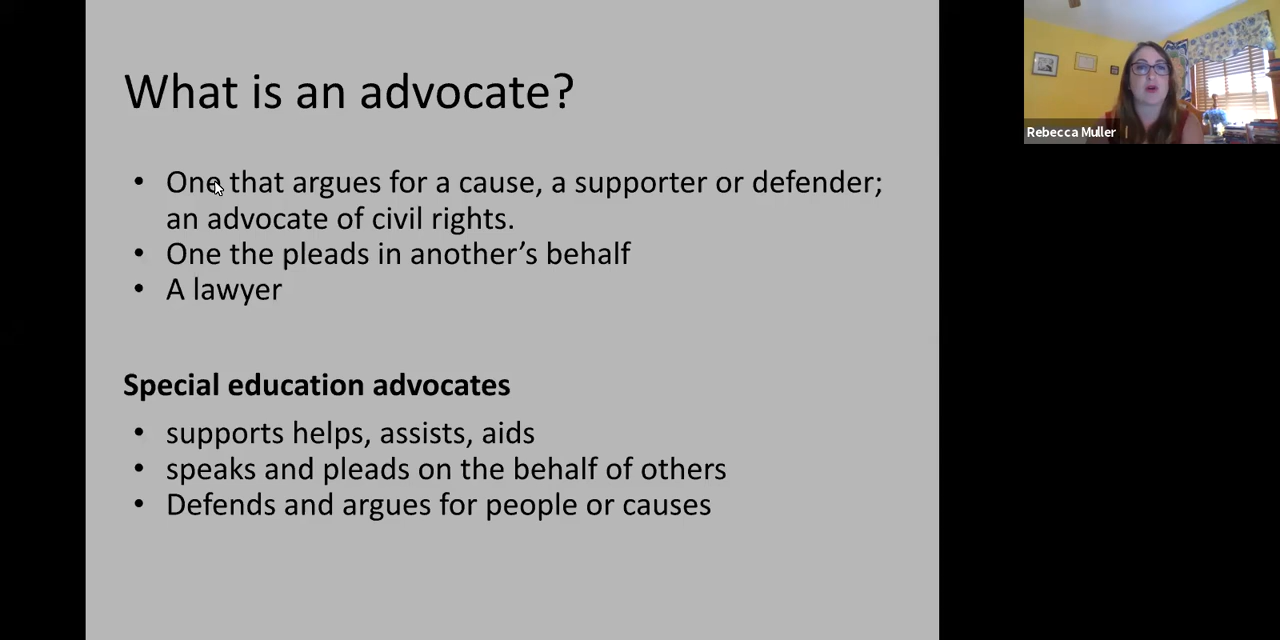 What is an advocate?
• One that argues for a cause, a supporter or defender;
an advocate of civil rights.
• One the pleads in another’s behalf
• A lawyer
Special education advocates
• supports helps, assists, aids
• speaks and pleads on the behalf of others
• Defends and argues for people or causes
Rebecca Muller